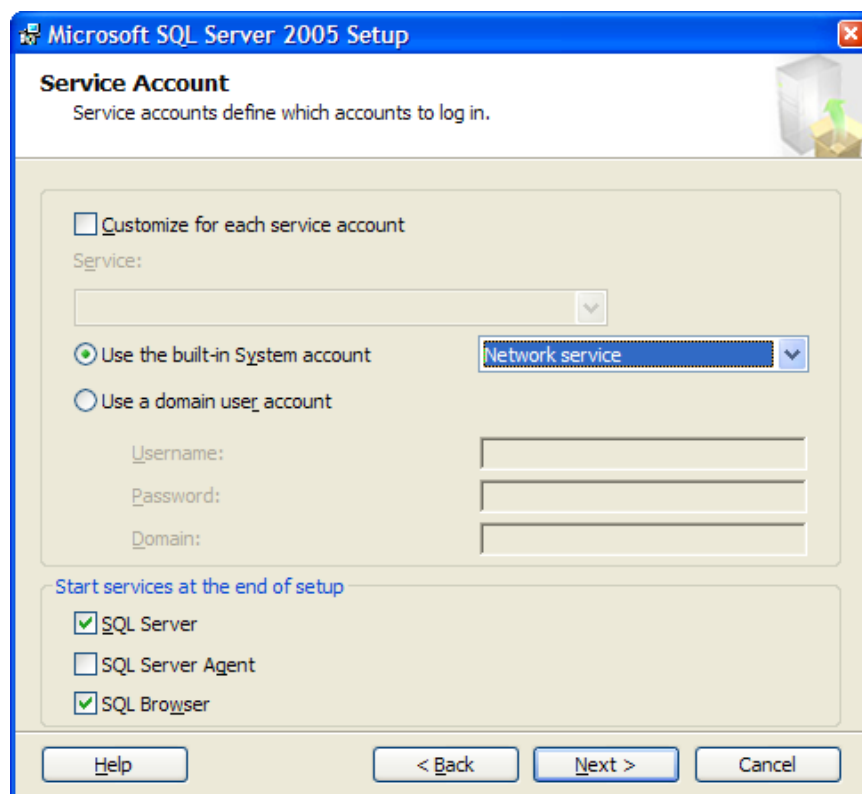 Microsoft SQL Server 2005 Setup
Service Account
Service accounts define which accounts to log in.
Customize for each service account
Service:
Use the built-in System account
Network service
Use a domain user account
Username:
Password:
Domain:
Start services at the end of setup
SQL Server
SQL Server Agent
SQL Browser
Help
< Back
Next >
Cancel